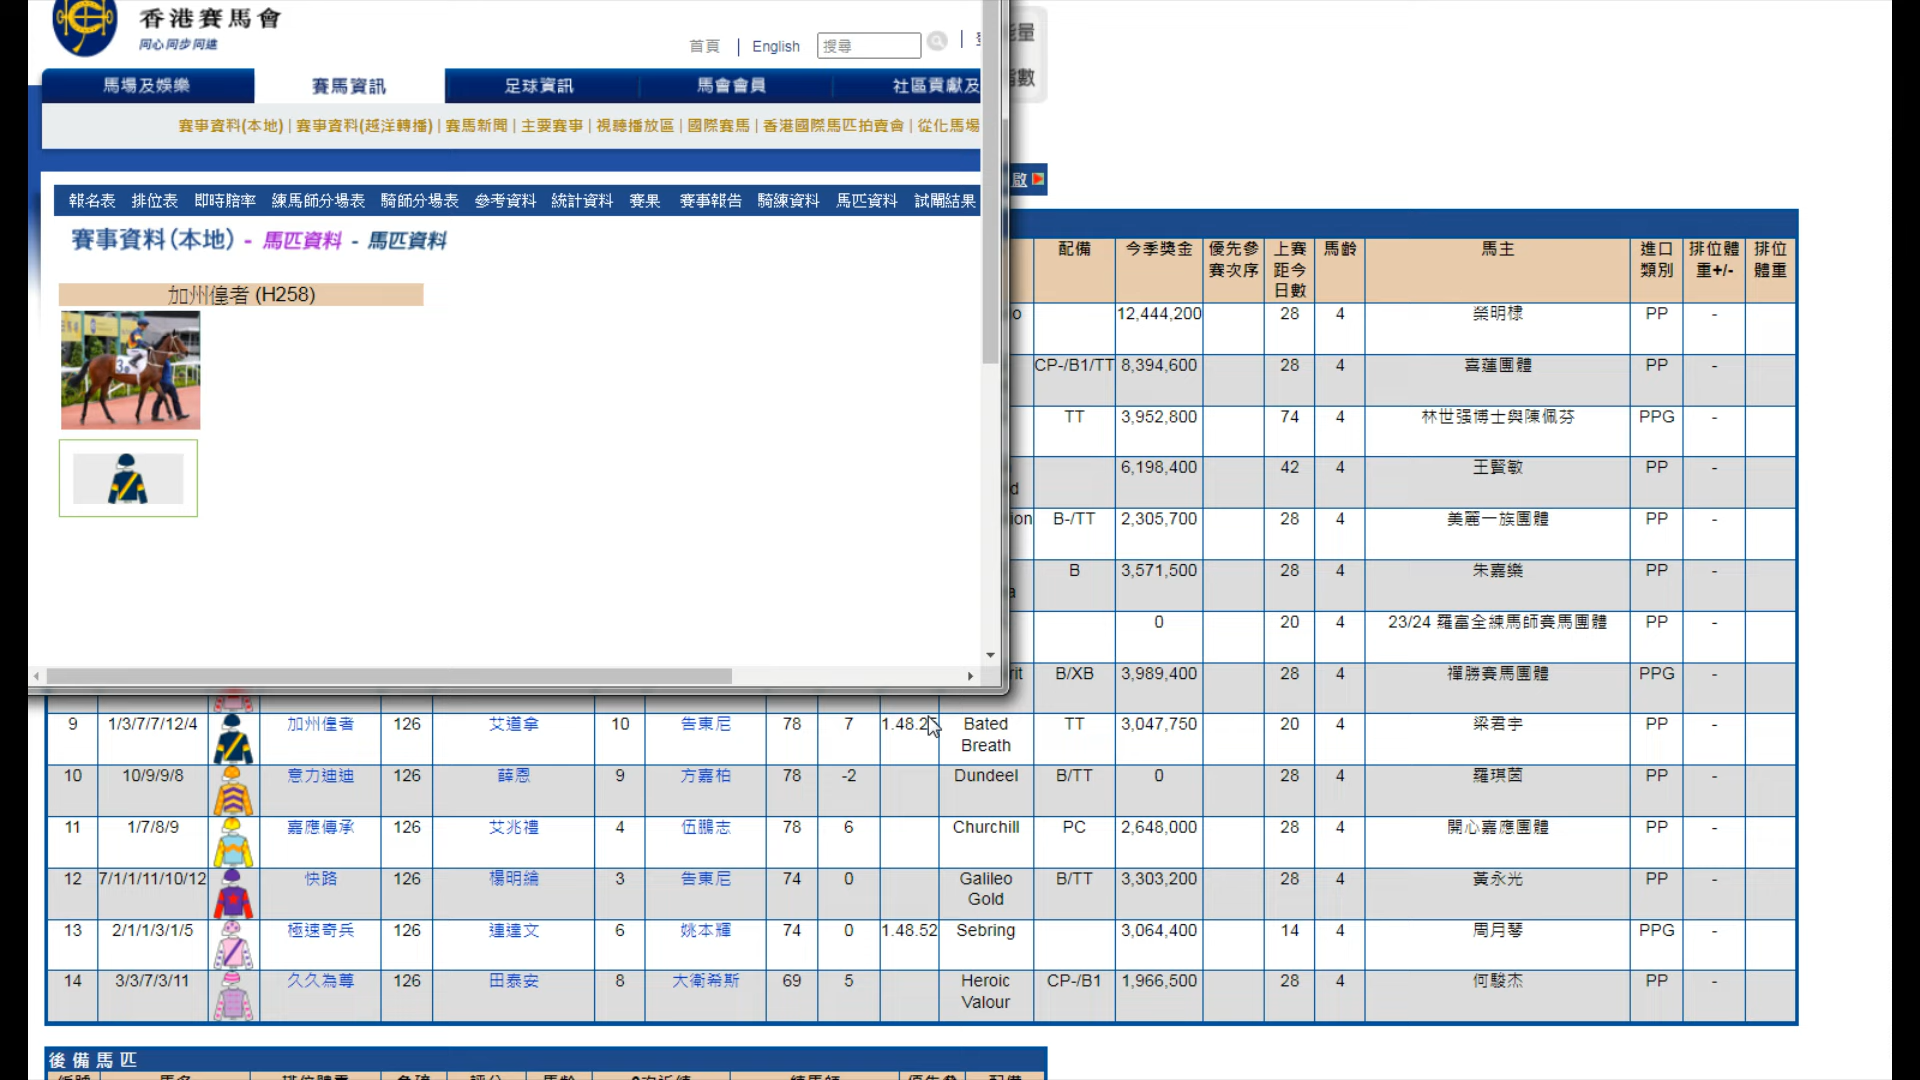 香港賽馬會
同心同步同進
首頁 | English 搜尋
馬場及娛樂 賽馬資訊 足球資訊 馬會會員 社區貢獻及
賽事資料(本地) | 賽事資料(越洋轉播) | 賽馬新聞 | 主要賽事 | 視聽播放區 | 國際賽馬 | 香港國際馬匹拍賣會 | 從化馬場
報名表 排位表 即時賠率 練馬師分場表 騎師分場表 參考資料 統計資料 賽果 賽事報告 騎練資料 馬匹資料 試閘結果
賽事資料(本地) - 馬匹資料 - 馬匹資料
加州偟者 (H258)
配備 今季獎金 優先參賽次序 上賽距今日數 馬齡 馬主 進口類別 排位體重+/- 排位體重
12,444,200 28 4 榮明棣 PP -
CP-/B1/TT 8,394,600 28 4 喜蓮團體 PP -
TT 3,952,800 74 4 林世强博士與陳佩芬 PPG -
6,198,400 42 4 王賢敏 PP -
B-/TT 2,305,700 28 4 美麗一族團體 PP -
B 3,571,500 28 4 朱嘉樂 PP -
0 20 4 23/24 羅富全練馬師賽馬團體 PP -
B/XB 3,989,400 28 4 禪勝賽馬團體 PPG -
9 1/3/7/7/12/4 加州偟者 126 艾道拿 10 告東尼 78 7 1.48.2 Bated Breath TT 3,047,750 20 4 梁君宇 PP -
10 10/9/9/8 意力迪迪 126 薛恩 9 方嘉柏 78 -2 Dundeel B/TT 0 28 4 羅琪茵 PP -
11 1/7/8/9 嘉應傳承 126 艾兆禮 4 伍鵬志 78 6 Churchill PC 2,648,000 28 4 開心嘉應團體 PP -
12 7/1/1/11/10/12 快路 126 楊明綸 3 告東尼 74 0 Galileo Gold B/TT 3,303,200 28 4 黃永光 PP -
13 2/1/1/3/1/5 極速奇兵 126 連達文 6 姚本輝 74 0 1.48.52 Sebring 3,064,400 14 4 周月琴 PPG -
14 3/3/7/3/11 久久為尊 126 田泰安 8 大衛希斯 69 5 Heroic Valour CP-/B1 1,966,500 28 4 何駿杰 PP -
後備馬匹